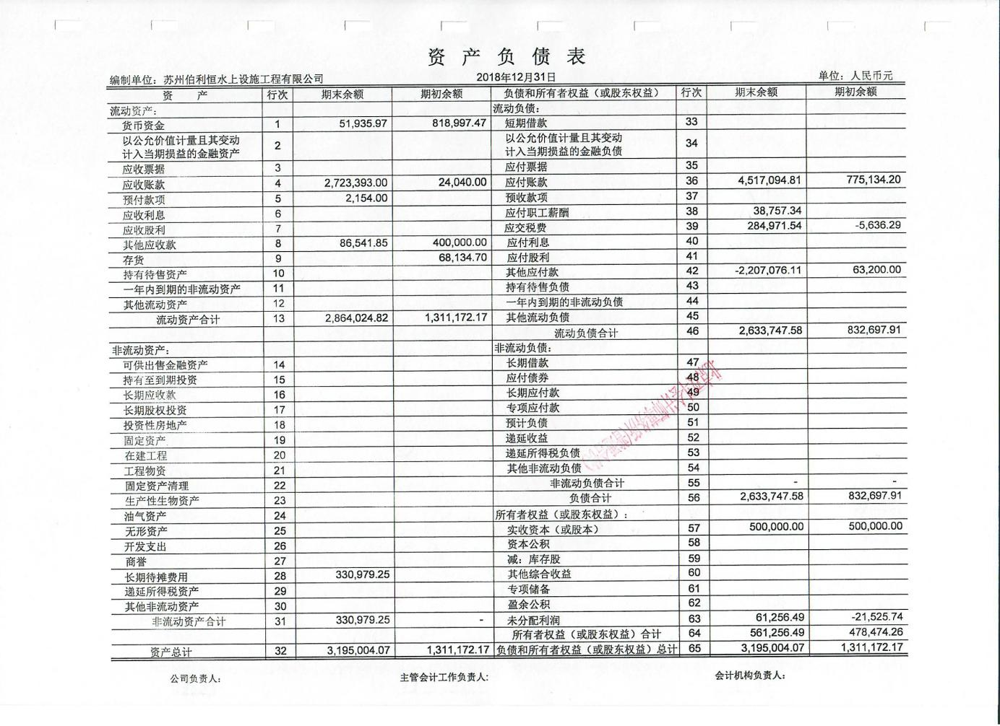 资 产 负 债 表
编制单位：苏州伯利恒水上设施工程有限公司 2018年12月31日 单位：人民币元
资 产 行次 期末余额 期初余额 负债和所有者权益（或股东权益） 行次 期末余额 期初余额
流动资产： 流动负债：
货币资金 1 51,935.97 818,997.47 短期借款 33
以公允价值计量且其变动计入当期损益的金融资产 2 以公允价值计量且其变动计入当期损益的金融负债 34
应收票据 3 应付票据 35
应收账款 4 2,723,393.00 24,040.00 应付账款 36 4,517,094.81 775,134.20
预付款项 5 2,154.00 预收款项 37
应收利息 6 应付职工薪酬 38 38,757.34
应收股利 7 应交税费 39 284,971.54 -5,636.29
其他应收款 8 86,541.85 400,000.00 应付利息 40
存货 9 68,134.70 应付股利 41
持有待售资产 10 其他应付款 42 -2,207,076.11 63,200.00
一年内到期的非流动资产 11 持有待售负债 43
其他流动资产 12 一年内到期的非流动负债 44
流动资产合计 13 2,864,024.82 1,311,172.17 其他流动负债 45
流动负债合计 46 2,633,747.58 832,697.91
非流动资产： 非流动负债：
可供出售金融资产 14 长期借款 47
持有至到期投资 15 应付债券 48
长期应收款 16 长期应付款 49
长期股权投资 17 专项应付款 50
投资性房地产 18 预计负债 51
固定资产 19 递延收益 52
在建工程 20 递延所得税负债 53
工程物资 21 其他非流动负债 54
固定资产清理 22 非流动负债合计 55 - -
生产性生物资产 23 负债合计 56 2,633,747.58 832,697.91
油气资产 24 所有者权益（或股东权益）：
无形资产 25 实收资本（或股本） 57 500,000.00 500,000.00
开发支出 26 资本公积 58
商誉 27 减：库存股 59
长期待摊费用 28 330,979.25 其他综合收益 60
递延所得税资产 29 专项储备 61
其他非流动资产 30 盈余公积 62
非流动资产合计 31 330,979.25 - 未分配利润 63 61,256.49 -21,525.74
所有者权益（或股东权益）合计 64 561,256.49 478,474.26
资产总计 32 3,195,004.07 1,311,172.17 负债和所有者权益（或股东权益）总计 65 3,195,004.07 1,311,172.17
公司负责人： 主管会计工作负责人: 会计机构负责人：